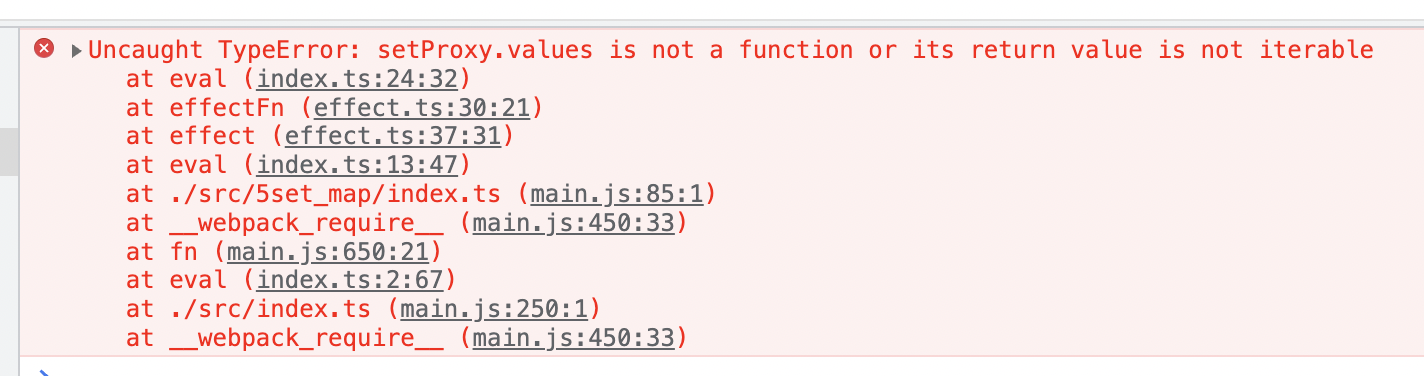 Uncaught TypeError: setProxy.values is not a function or its return value is not iterable
at eval (index.ts:24:32)
at effectFn (effect.ts:30:21)
at effect (effect.ts:37:31)
at eval (index.ts:13:47)
at ./src/5set_map/index.ts (main.js:85:1)
at __webpack_require__ (main.js:450:33)
at fn (main.js:650:21)
at eval (index.ts:2:67)
at ./src/index.ts (main.js:250:1)
at __webpack_require__ (main.js:450:33)